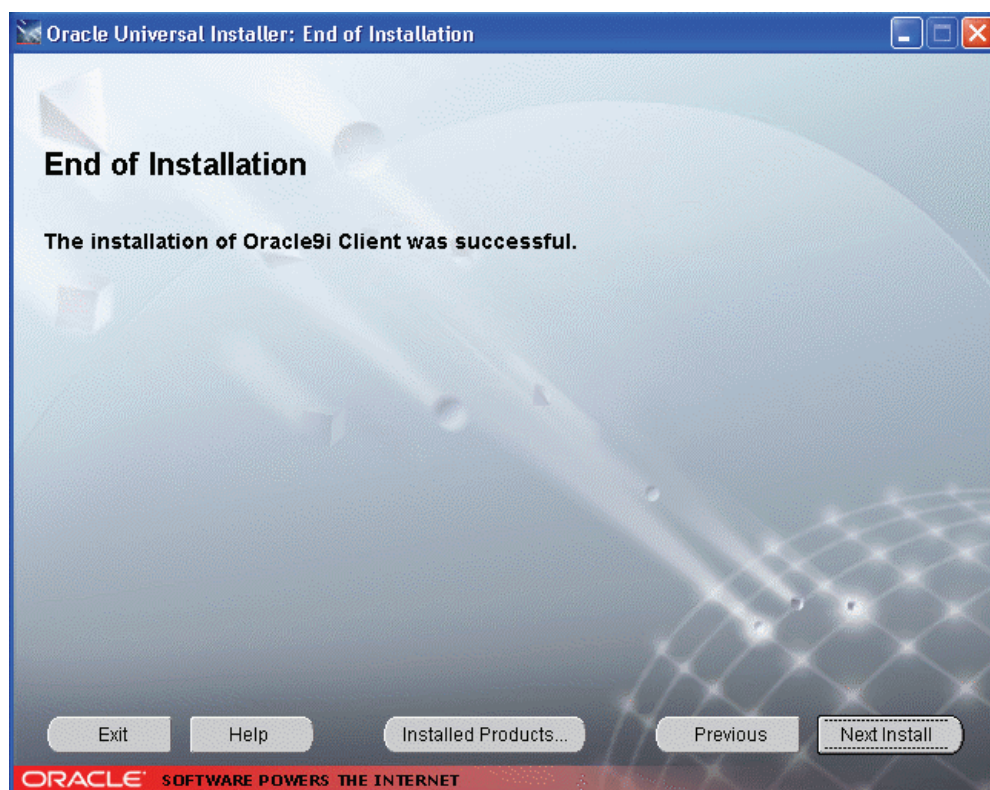 Oracle Universal Installer: End of Installation
End of Installation
The installation of Oracle9i Client was successful.
Exit Help Installed Products... Previous Next Install
ORACLE® SOFTWARE POWERS THE INTERNET